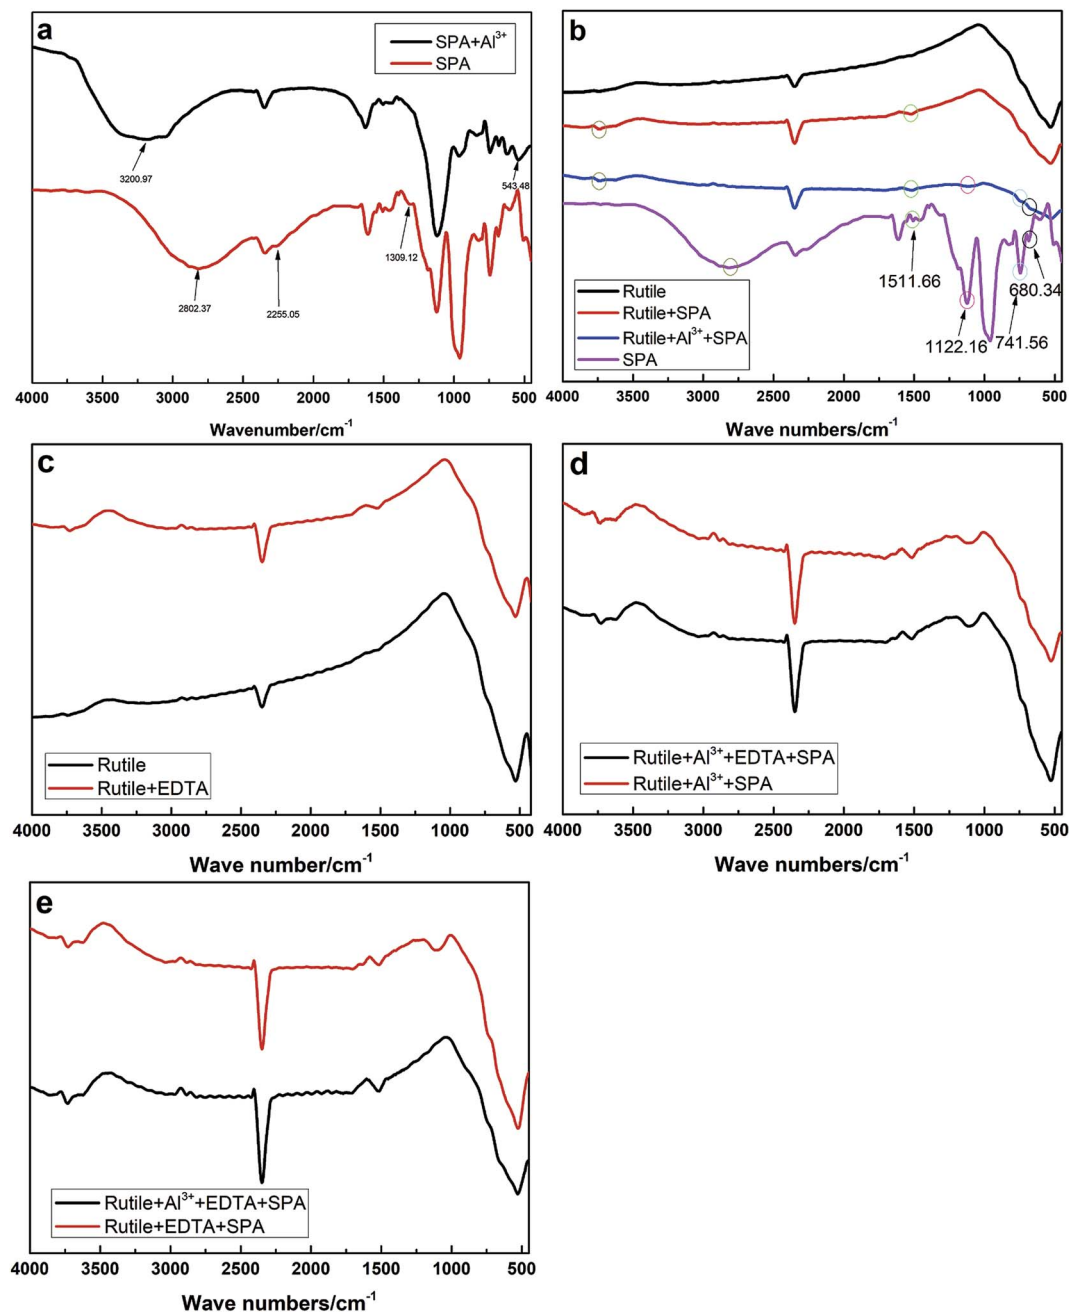 a
SPA+Al³⁺
SPA
3200.97
543.48
1309.12
2802.37
2255.05
4000 3500 3000 2500 2000 1500 1000 500
Wavenumber/cm⁻¹
b
1511.66
680.34
1122.16
741.56
Rutile
Rutile+SPA
Rutile+Al³⁺+SPA
SPA
4000 3500 3000 2500 2000 1500 1000 500
Wave numbers/cm⁻¹
c
Rutile
Rutile+EDTA
4000 3500 3000 2500 2000 1500 1000 500
Wave number/cm⁻¹
d
Rutile+Al³⁺+EDTA+SPA
Rutile+Al³⁺+SPA
4000 3500 3000 2500 2000 1500 1000 500
Wave numbers/cm⁻¹
e
Rutile+Al³⁺+EDTA+SPA
Rutile+EDTA+SPA
4000 3500 3000 2500 2000 1500 1000 500
Wave numbers/cm⁻¹